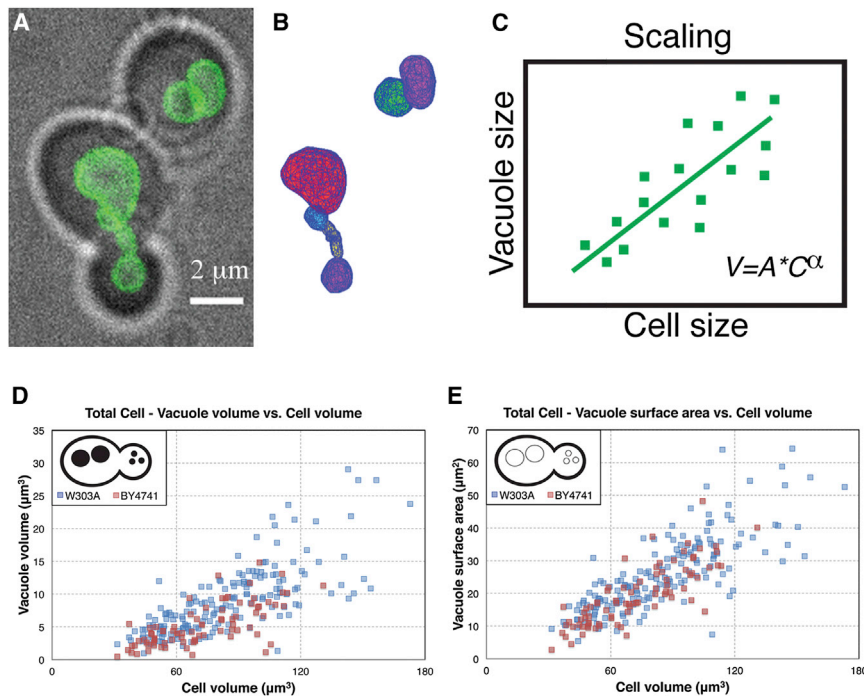 A
2 μm
B
C
Scaling
Vacuole size
V=A*Cα
Cell size
D
Total Cell - Vacuole volume vs. Cell volume
Vacuole volume (μm³)
35
30
25
20
15
10
5
0
W303A BY4741
0 60 120 180
Cell volume (μm³)
E
Total Cell - Vacuole surface area vs. Cell volume
Vacuole surface area (μm²)
70
60
50
40
30
20
10
0
W303A BY4741
0 60 120 180
Cell volume (μm³)